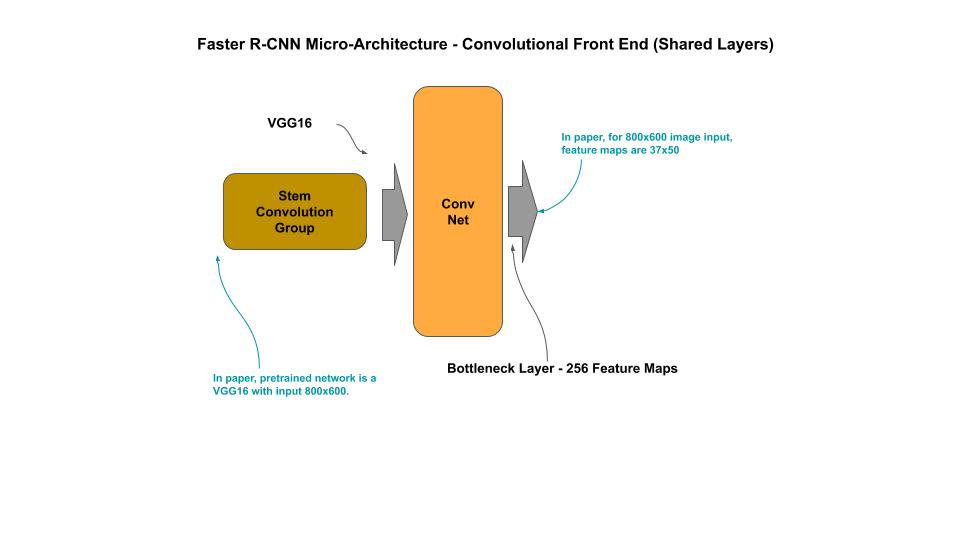 Faster R-CNN Micro-Architecture - Convolutional Front End (Shared Layers)
VGG16
In paper, for 800x600 image input,
feature maps are 37x50
Stem
Convolution
Group
Conv
Net
Bottleneck Layer - 256 Feature Maps
In paper, pretrained network is a
VGG16 with input 800x600.